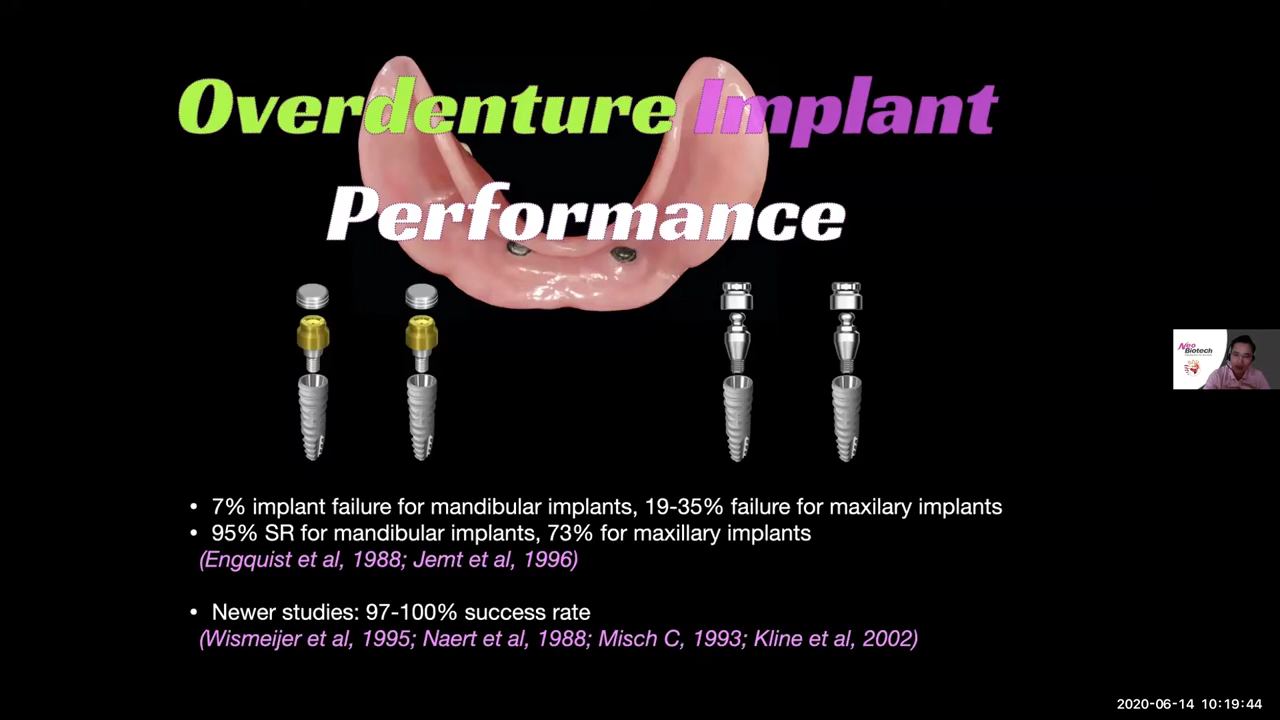 Overdenture Implant
Performance
• 7% implant failure for mandibular implants, 19-35% failure for maxilary implants
• 95% SR for mandibular implants, 73% for maxillary implants
(Engquist et al, 1988; Jemt et al, 1996)
• Newer studies: 97-100% success rate
(Wismeijer et al, 1995; Naert et al, 1988; Misch C, 1993; Kline et al, 2002)
Neo
Biotech
2020-06-14 10:19:44